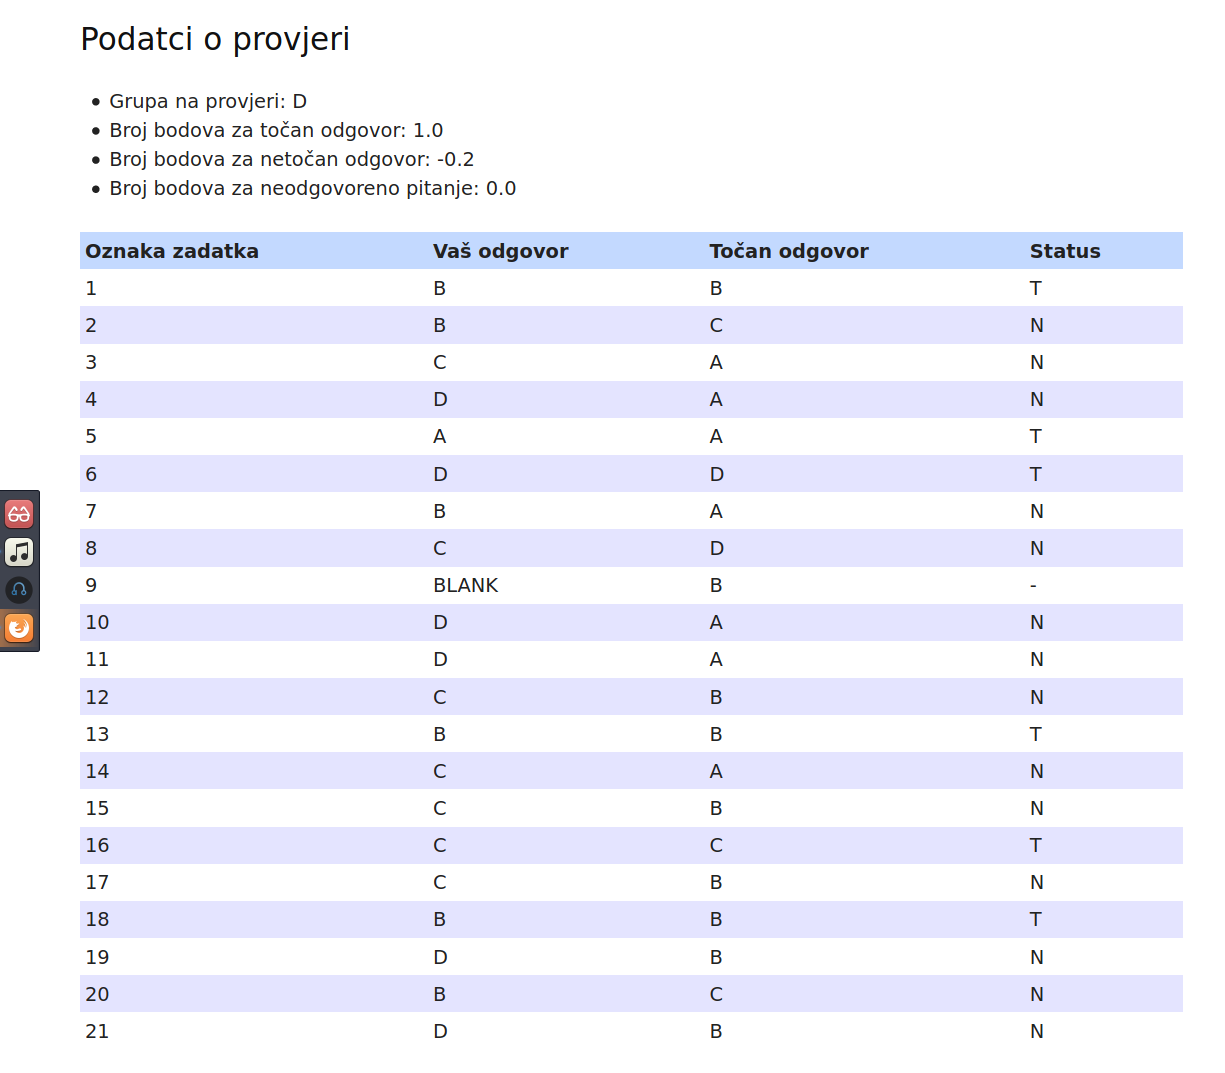 Podatci o provjeri
Grupa na provjeri: D
Broj bodova za točan odgovor: 1.0
Broj bodova za netočan odgovor: -0.2
Broj bodova za neodgovoreno pitanje: 0.0
Oznaka zadatka Vaš odgovor Točan odgovor Status
1 B B T
2 B C N
3 C A N
4 D A N
5 A A T
6 D D T
7 B A N
8 C D N
9 BLANK B -
10 D A N
11 D A N
12 C B N
13 B B T
14 C A N
15 C B N
16 C C T
17 C B N
18 B B T
19 D B N
20 B C N
21 D B N